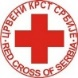 ЦРВЕНИ КРСТ СРБИЈЕ
RED CROSS OF SERBIA